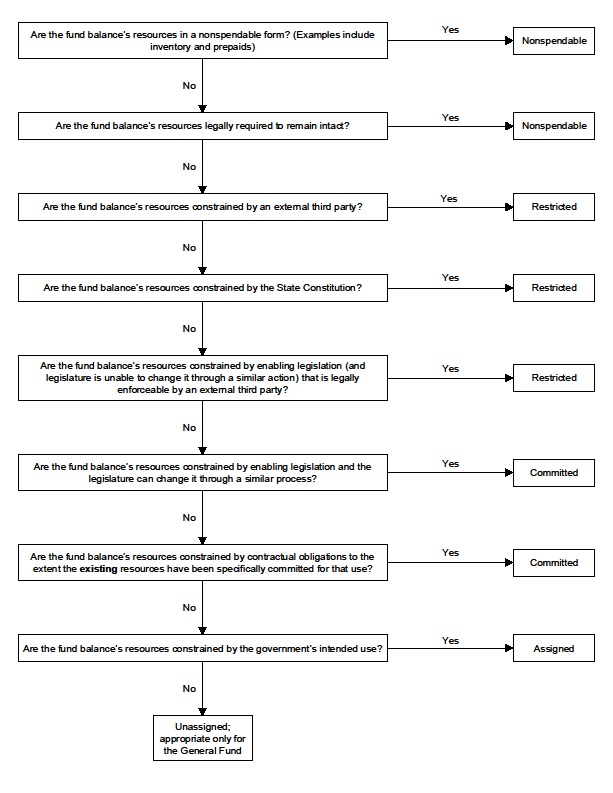 Are the fund balance's resources in a nonspendable form? (Examples include
inventory and prepaids)
Yes
Nonspendable
No
Are the fund balance's resources legally required to remain intact?
Yes
Nonspendable
No
Are the fund balance's resources constrained by an external third party?
Yes
Restricted
No
Are the fund balance's resources constrained by the State Constitution?
Yes
Restricted
No
Are the fund balance's resources constrained by enabling legislation (and
legislature is unable to change it through a similar action) that is legally
enforceable by an external third party?
Yes
Restricted
No
Are the fund balance's resources constrained by enabling legislation and the
legislature can change it through a similar process?
Yes
Committed
No
Are the fund balance's resources constrained by contractual obligations to the
extent the existing resources have been specifically committed for that use?
Yes
Committed
No
Are the fund balance's resources constrained by the government's intended use?
Yes
Assigned
No
Unassigned;
appropriate only for
the General Fund